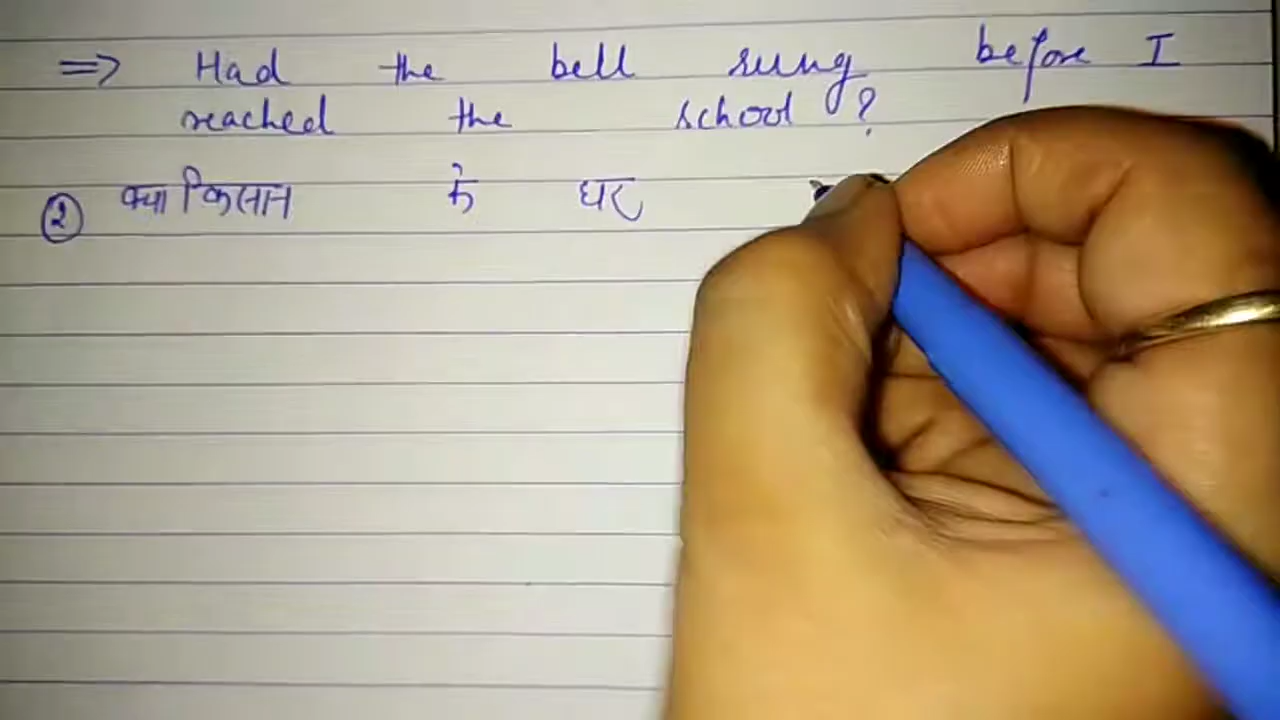 ⇒ Had the bell rung before I
reached the school ?
② क्या किसान के घर